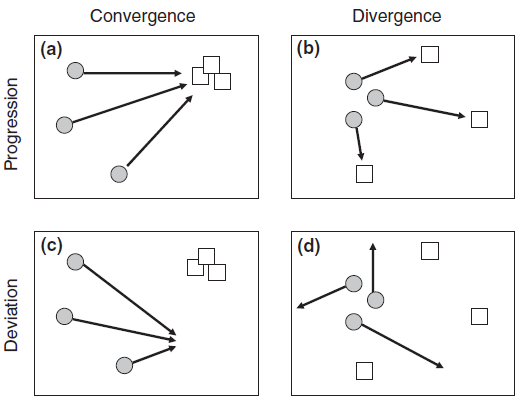 Convergence
Divergence
Progression
(a)
(b)
Deviation
(c)
(d)